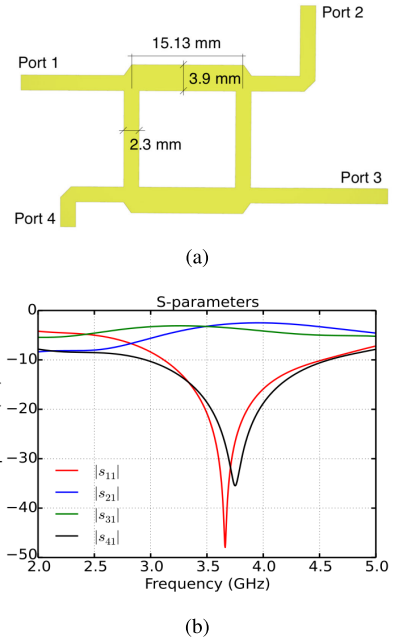 Port 2
15.13 mm
Port 1
3.9 mm
2.3 mm
Port 3
Port 4
(a)
S-parameters
0
−10
−20
−30
−40
−50
|s11|
|s21|
|s31|
|s41|
2.0 2.5 3.0 3.5 4.0 4.5 5.0
Frequency (GHz)
(b)